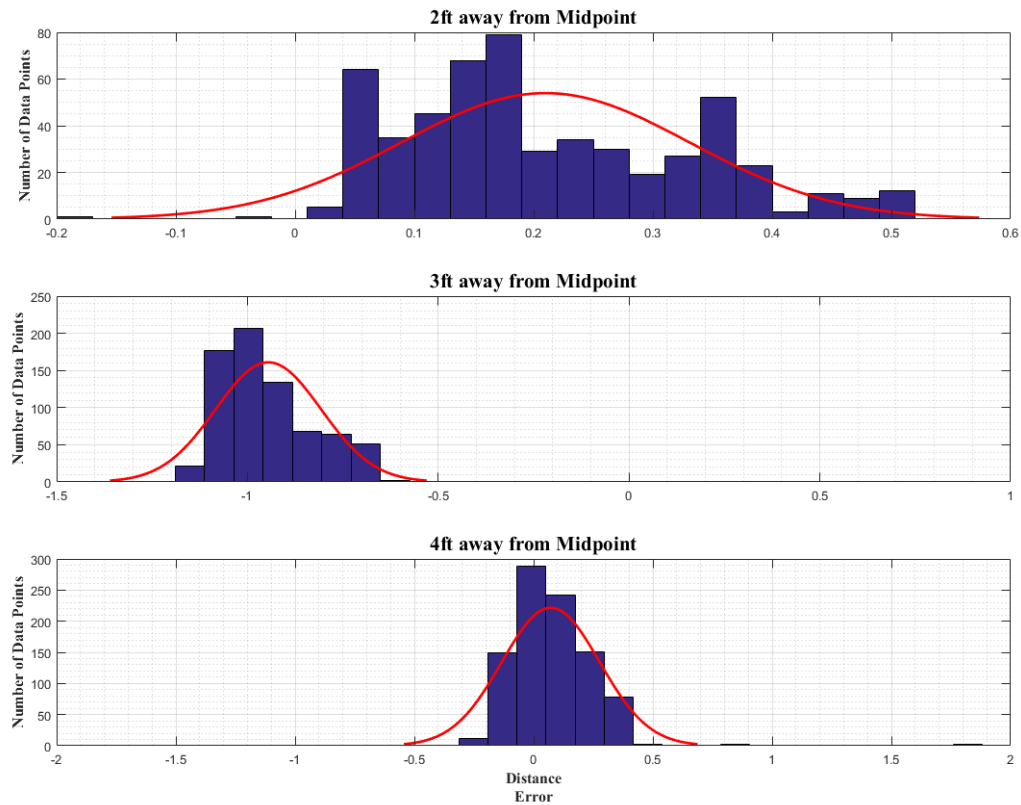 2ft away from Midpoint
Number of Data Points
80
60
40
20
0
-0.2 -0.1 0 0.1 0.2 0.3 0.4 0.5 0.6
3ft away from Midpoint
Number of Data Points
250
200
150
100
50
0
-1.5 -1 -0.5 0 0.5 1
4ft away from Midpoint
Number of Data Points
300
250
200
150
100
50
0
-2 -1.5 -1 -0.5 0 0.5 1 1.5 2
Distance
Error